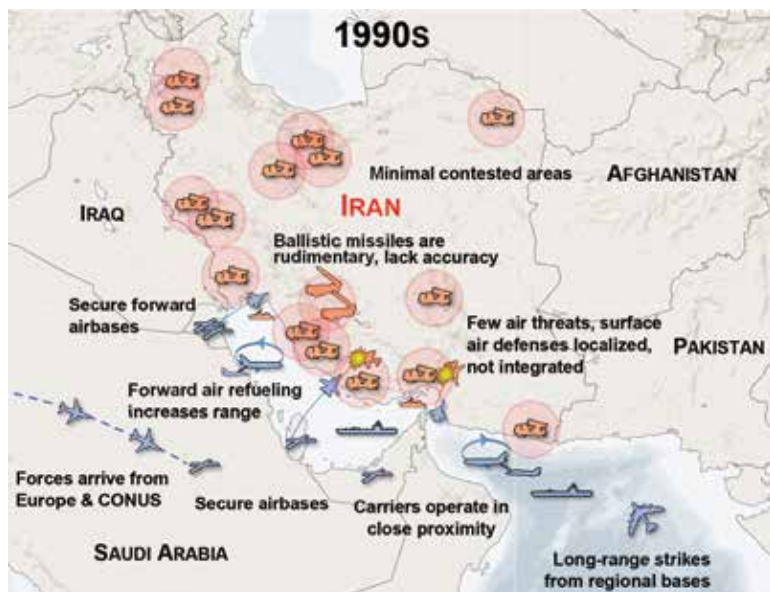 1990s
Minimal contested areas
AFGHANISTAN
IRAQ
IRAN
Ballistic missiles are
rudimentary, lack accuracy
Secure forward
airbases
Few air threats, surface
air defenses localized,
not integrated
PAKISTAN
Forward air refueling
increases range
Forces arrive from
Europe & CONUS
Secure airbases
Carriers operate in
close proximity
SAUDI ARABIA
Long-range strikes
from regional bases